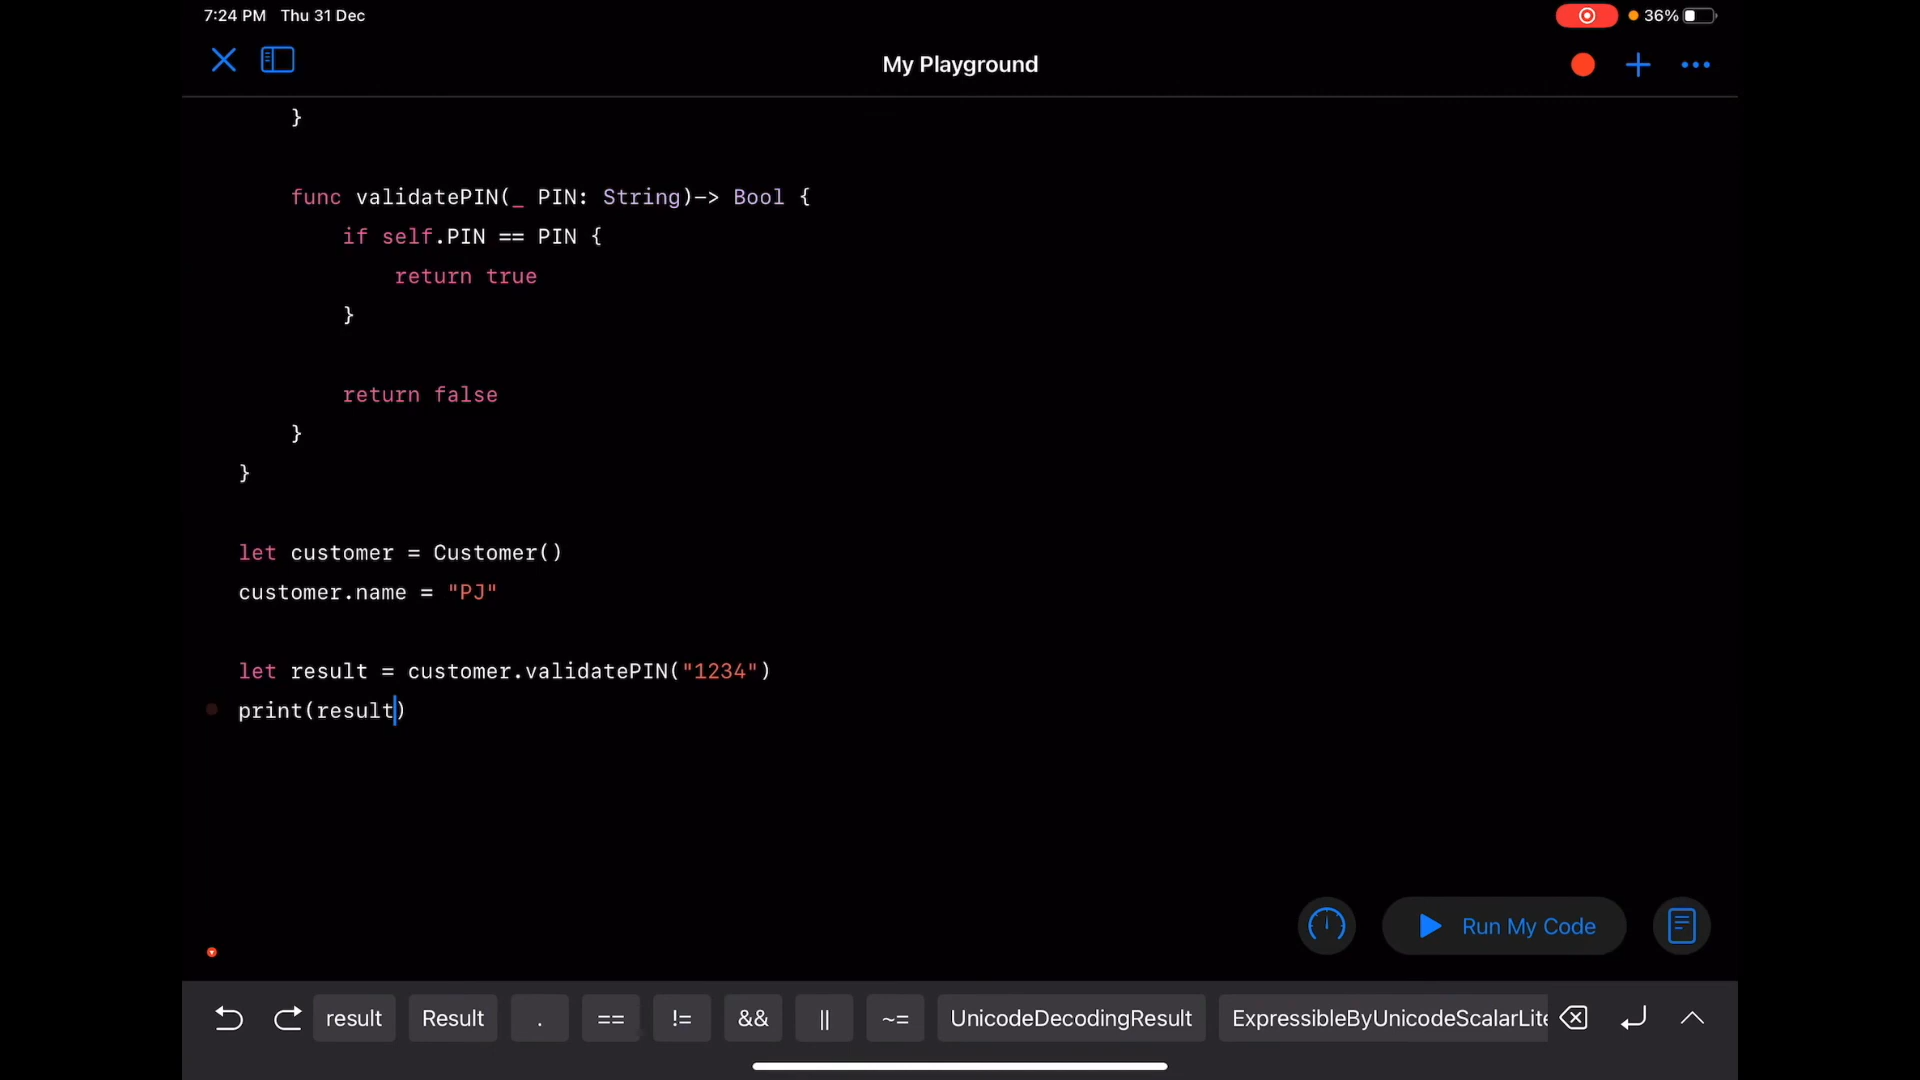 7:24 PM Thu 31 Dec
36%
My Playground
}
func validatePIN(_ PIN: String)-> Bool {
if self.PIN == PIN {
return true
}
return false
}
}
let customer = Customer()
customer.name = "PJ"
let result = customer.validatePIN("1234")
print(result)
Run My Code
result Result . == != && || ~= UnicodeDecodingResult ExpressibleByUnicodeScalarLite